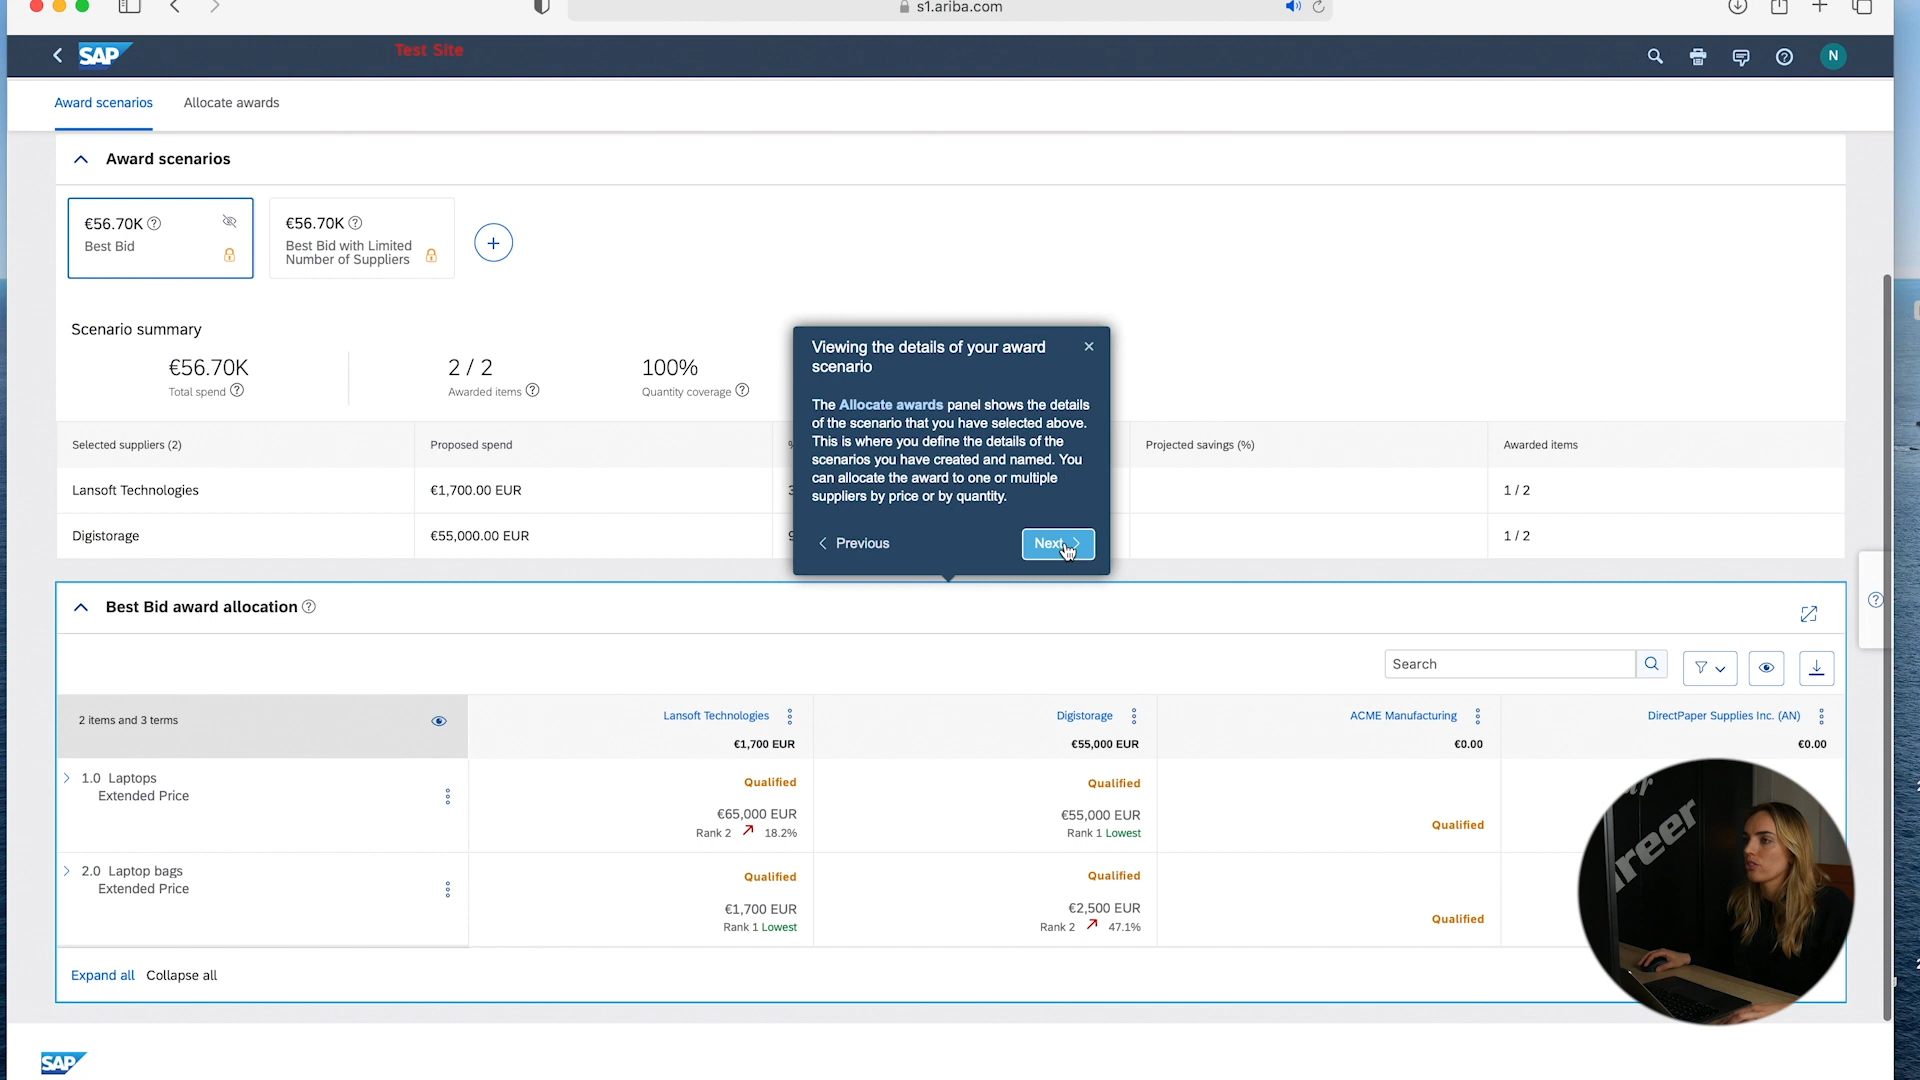 s1.ariba.com
SAP
Test Site
N
Award scenarios
Allocate awards
Award scenarios
€56.70K
Best Bid
€56.70K
Best Bid with Limited
Number of Suppliers
Scenario summary
€56.70K
Total spend
2 / 2
Awarded items
100%
Quantity coverage
Selected suppliers (2)
Proposed spend
Projected savings (%)
Awarded items
Lansoft Technologies
€1,700.00 EUR
1 / 2
Digistorage
€55,000.00 EUR
1 / 2
Viewing the details of your award
scenario
The Allocate awards panel shows the details
of the scenario that you have selected above.
This is where you define the details of the
scenarios you have created and named. You
can allocate the award to one or multiple
suppliers by price or by quantity.
Previous
Next
Best Bid award allocation
Search
2 items and 3 terms
Lansoft Technologies
€1,700 EUR
Digistorage
€55,000 EUR
ACME Manufacturing
€0.00
DirectPaper Supplies Inc. (AN)
€0.00
1.0 Laptops
Extended Price
Qualified
€65,000 EUR
Rank 2 18.2%
Qualified
€55,000 EUR
Rank 1 Lowest
Qualified
2.0 Laptop bags
Extended Price
Qualified
€1,700 EUR
Rank 1 Lowest
Qualified
€2,500 EUR
Rank 2 47.1%
Qualified
Expand all Collapse all
SAP